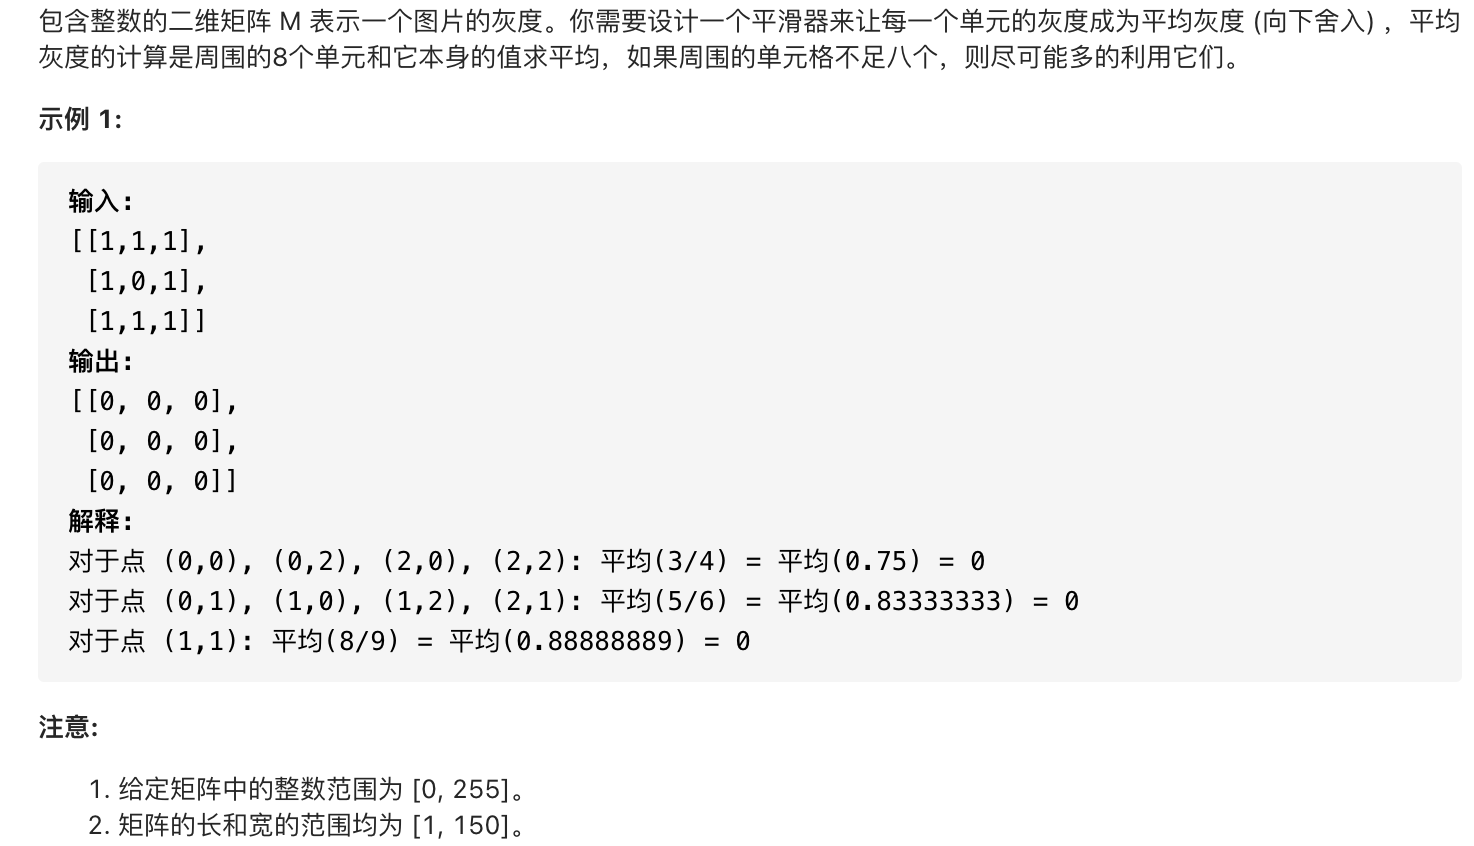 包含整数的二维矩阵 M 表示一个图片的灰度。你需要设计一个平滑器来让每一个单元的灰度成为平均灰度 (向下舍入) ，平均
灰度的计算是周围的8个单元和它本身的值求平均，如果周围的单元格不足八个，则尽可能多的利用它们。
示例 1:
输入:
[[1,1,1],
 [1,0,1],
 [1,1,1]]
输出:
[[0, 0, 0],
 [0, 0, 0],
 [0, 0, 0]]
解释:
对于点 (0,0), (0,2), (2,0), (2,2): 平均(3/4) = 平均(0.75) = 0
对于点 (0,1), (1,0), (1,2), (2,1): 平均(5/6) = 平均(0.83333333) = 0
对于点 (1,1): 平均(8/9) = 平均(0.88888889) = 0
注意:
1. 给定矩阵中的整数范围为 [0, 255]。
2. 矩阵的长和宽的范围均为 [1, 150]。